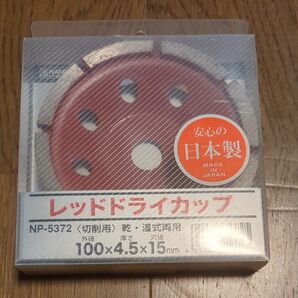 安心の
日本製
MADE IN
JAPAN
レッドドライカップ
NP-5372〈切削用〉乾・湿式両用
外径 厚さ 穴径
100×4.5×15mm